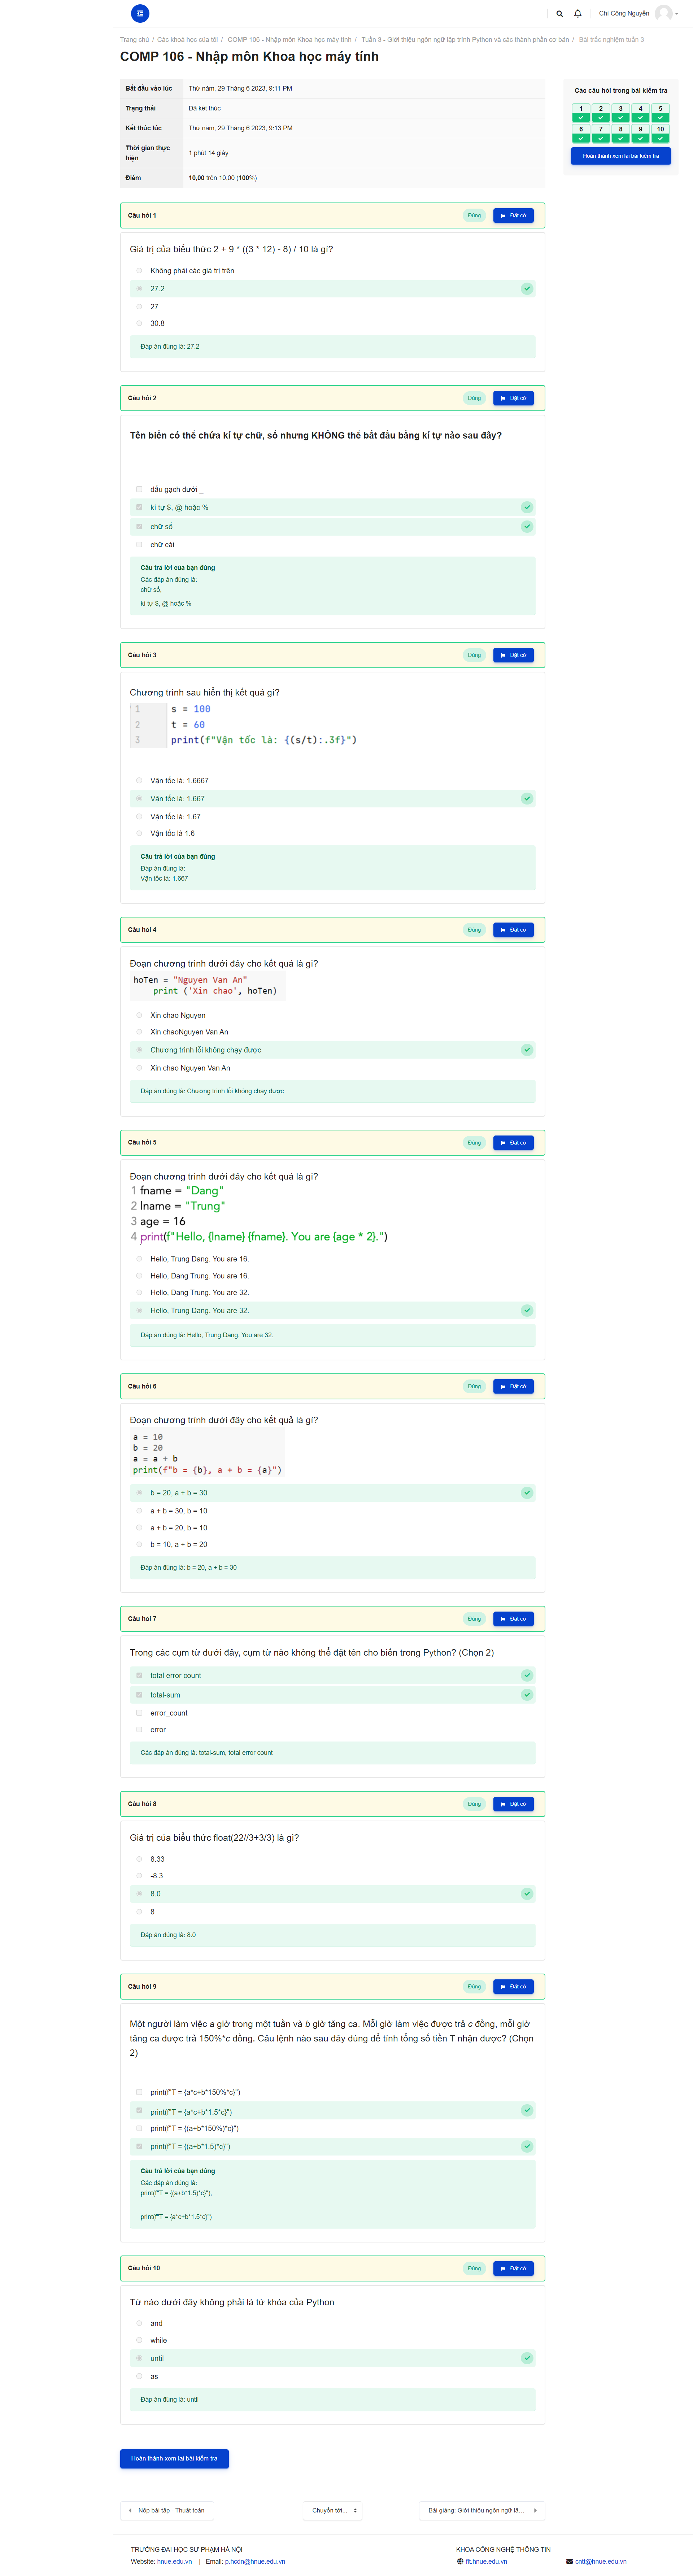 Chí Công Nguyễn
Trang chủ / Các khoá học của tôi / COMP 106 - Nhập môn Khoa học máy tính / Tuần 3 - Giới thiệu ngôn ngữ lập trình Python và các thành phần cơ bản / Bài trắc nghiệm tuần 3
COMP 106 - Nhập môn Khoa học máy tính
Bắt đầu vào lúc Thứ năm, 29 Tháng 6 2023, 9:11 PM
Trạng thái Đã kết thúc
Kết thúc lúc Thứ năm, 29 Tháng 6 2023, 9:13 PM
Thời gian thực hiện 1 phút 14 giây
Điểm 10,00 trên 10,00 (100%)
Các câu hỏi trong bài kiểm tra
1 2 3 4 5
6 7 8 9 10
Hoàn thành xem lại bài kiểm tra
Câu hỏi 1 Đúng Đặt cờ
Giá trị của biểu thức 2 + 9 * ((3 * 12) - 8) / 10 là gì?
Không phải các giá trị trên
27.2
27
30.8
Đáp án đúng là: 27.2
Câu hỏi 2 Đúng Đặt cờ
Tên biến có thể chứa kí tự chữ, số nhưng KHÔNG thể bắt đầu bằng kí tự nào sau đây?
dấu gạch dưới _
kí tự $, @ hoặc %
chữ số
chữ cái
Câu trả lời của bạn đúng
Các đáp án đúng là:
chữ số,
kí tự $, @ hoặc %
Câu hỏi 3 Đúng Đặt cờ
Chương trình sau hiển thị kết quả gì?
1 s = 100
2 t = 60
3 print(f"Vận tốc là: {(s/t):.3f}")
Vận tốc là: 1.6667
Vận tốc là: 1.667
Vận tốc là: 1.67
Vận tốc là 1.6
Câu trả lời của bạn đúng
Đáp án đúng là:
Vận tốc là: 1.667
Câu hỏi 4 Đúng Đặt cờ
Đoạn chương trình dưới đây cho kết quả là gì?
hoTen = "Nguyen Van An"
print ('Xin chao', hoTen)
Xin chao Nguyen
Xin chaoNguyen Van An
Chương trình lỗi không chạy được
Xin chao Nguyen Van An
Đáp án đúng là: Chương trình lỗi không chạy được
Câu hỏi 5 Đúng Đặt cờ
Đoạn chương trình dưới đây cho kết quả là gì?
1 fname = "Dang"
2 lname = "Trung"
3 age = 16
4 print(f"Hello, {lname} {fname}. You are {age * 2}.")
Hello, Trung Dang. You are 16.
Hello, Dang Trung. You are 16.
Hello, Dang Trung. You are 32.
Hello, Trung Dang. You are 32.
Đáp án đúng là: Hello, Trung Dang. You are 32.
Câu hỏi 6 Đúng Đặt cờ
Đoạn chương trình dưới đây cho kết quả là gì?
a = 10
b = 20
a = a + b
print(f"b = {b}, a + b = {a}")
b = 20, a + b = 30
a + b = 30, b = 10
a + b = 20, b = 10
b = 10, a + b = 20
Đáp án đúng là: b = 20, a + b = 30
Câu hỏi 7 Đúng Đặt cờ
Trong các cụm từ dưới đây, cụm từ nào không thể đặt tên cho biến trong Python? (Chọn 2)
total error count
total-sum
error_count
error
Các đáp án đúng là: total-sum, total error count
Câu hỏi 8 Đúng Đặt cờ
Giá trị của biểu thức float(22//3+3/3) là gì?
8.33
-8.3
8.0
8
Đáp án đúng là: 8.0
Câu hỏi 9 Đúng Đặt cờ
Một người làm việc a giờ trong một tuần và b giờ tăng ca. Mỗi giờ làm việc được trả c đồng, mỗi giờ
tăng ca được trả 150%*c đồng. Câu lệnh nào sau đây dùng để tính tổng số tiền T nhận được? (Chọn
2)
print(f"T = {a*c+b*150%*c}")
print(f"T = {a*c+b*1.5*c}")
print(f"T = {(a+b*150%)*c}")
print(f"T = {(a+b*1.5)*c}")
Câu trả lời của bạn đúng
Các đáp án đúng là:
print(f"T = {(a+b*1.5)*c}"),
print(f"T = {a*c+b*1.5*c}")
Câu hỏi 10 Đúng Đặt cờ
Từ nào dưới đây không phải là từ khóa của Python
and
while
until
as
Đáp án đúng là: until
Hoàn thành xem lại bài kiểm tra
Nộp bài tập - Thuật toán
Chuyển tới...
Bài giảng: Giới thiệu ngôn ngữ lậ...
TRƯỜNG ĐẠI HỌC SƯ PHẠM HÀ NỘI
Website: hnue.edu.vn | Email: p.hcdn@hnue.edu.vn
KHOA CÔNG NGHỆ THÔNG TIN
fit.hnue.edu.vn cntt@hnue.edu.vn